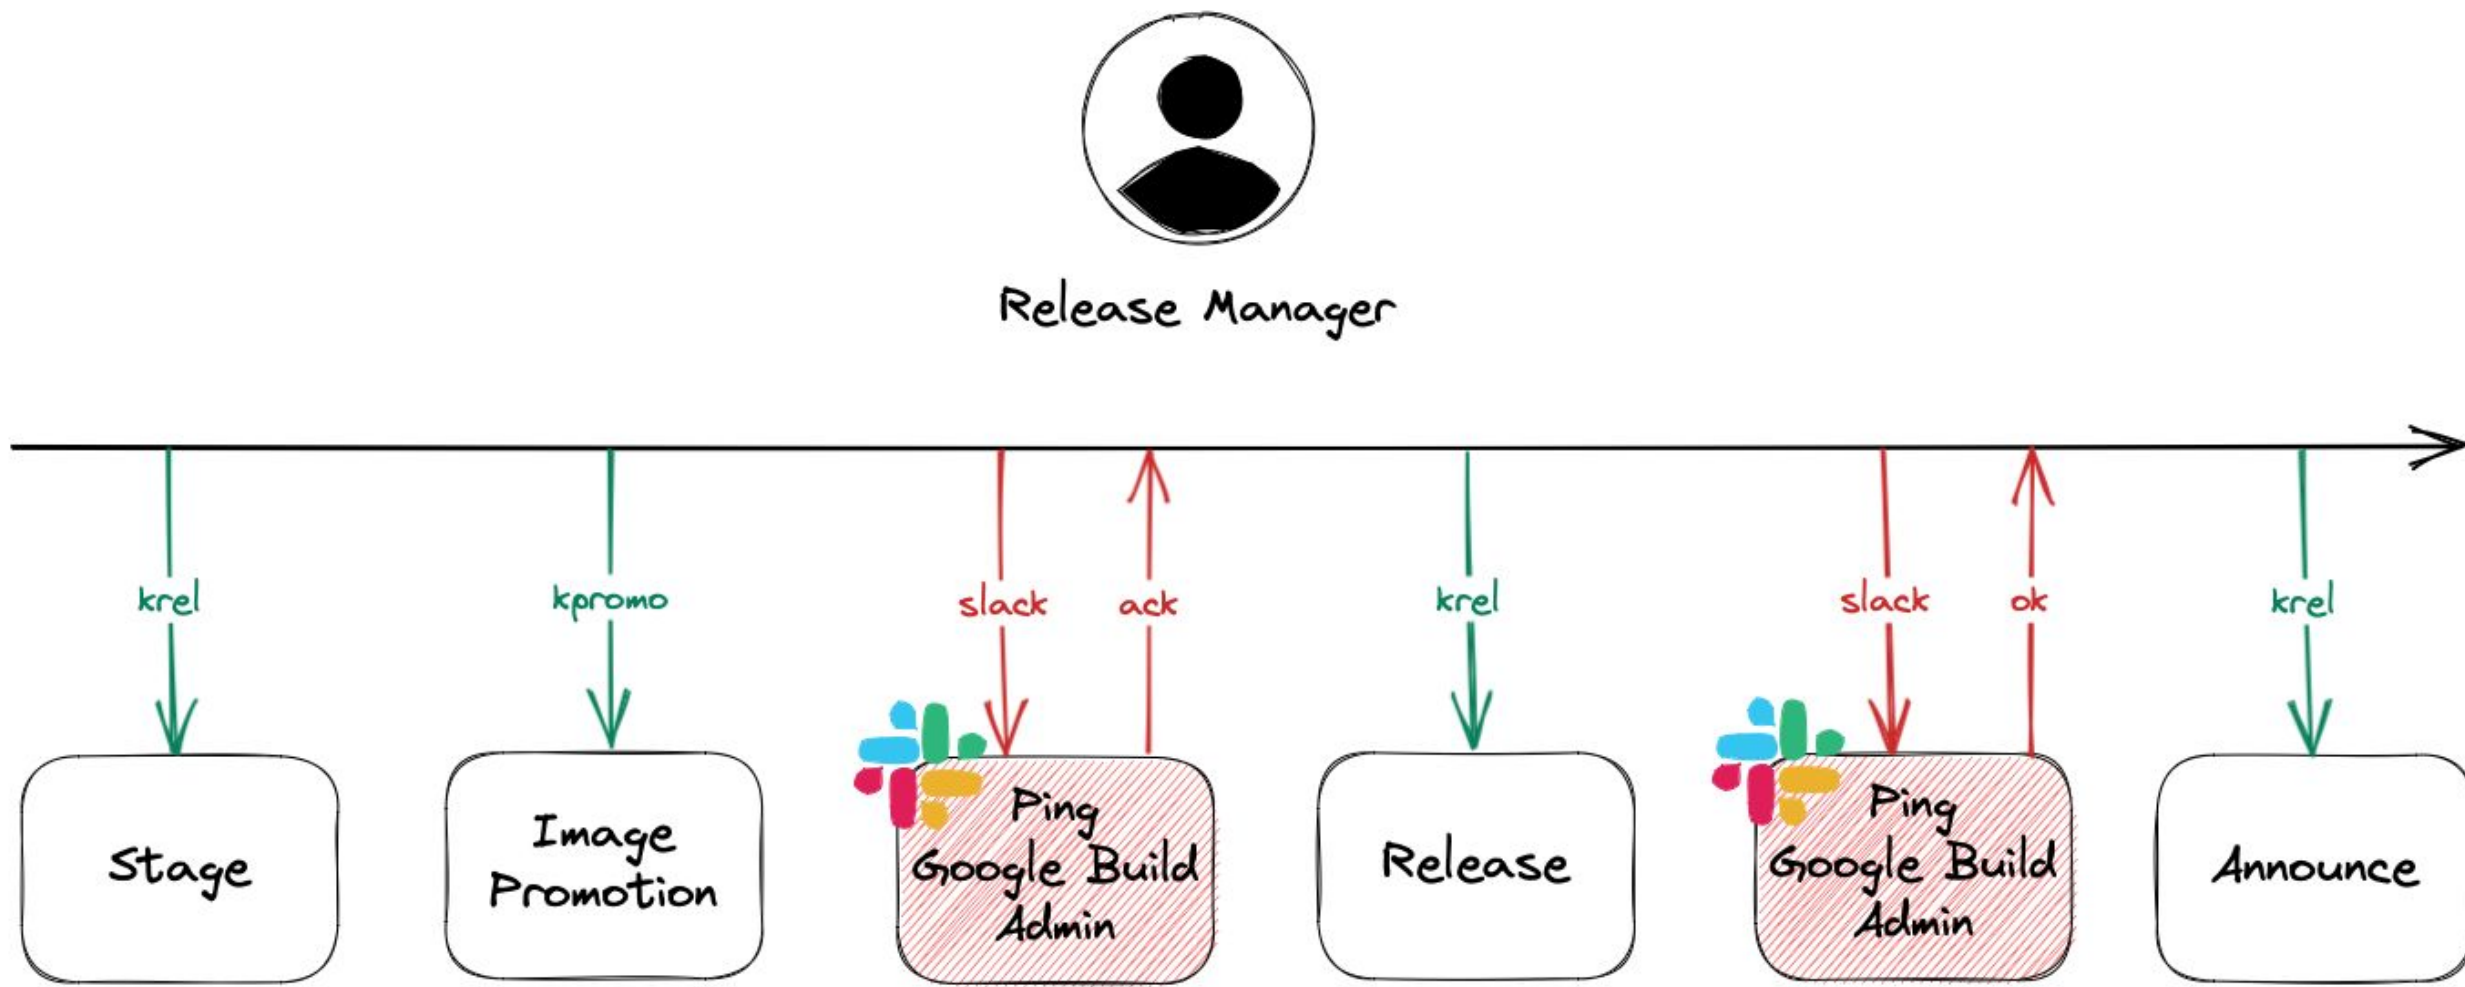 Release Manager
krel
kpromo
slack
ack
krel
slack
ok
krel
Stage
Image
Promotion
Ping
Google Build
Admin
Release
Ping
Google Build
Admin
Announce